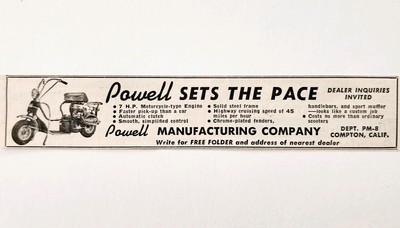 Powell SETS THE PACE
DEALER INQUIRIES
INVITED
• 7 H.P. Motorcycle-type Engine
• Faster pick-up than a car
• Automatic clutch
• Smooth, simplified control
• Solid steel frame
• Highway cruising speed of 45
miles per hour
• Chrome-plated fenders,
handlebars, and sport muffler
—looks like a custom job
• Costs no more than ordinary
scooters
Powell MANUFACTURING COMPANY
DEPT. PM-8
COMPTON, CALIF.
Write for FREE FOLDER and address of nearest dealer